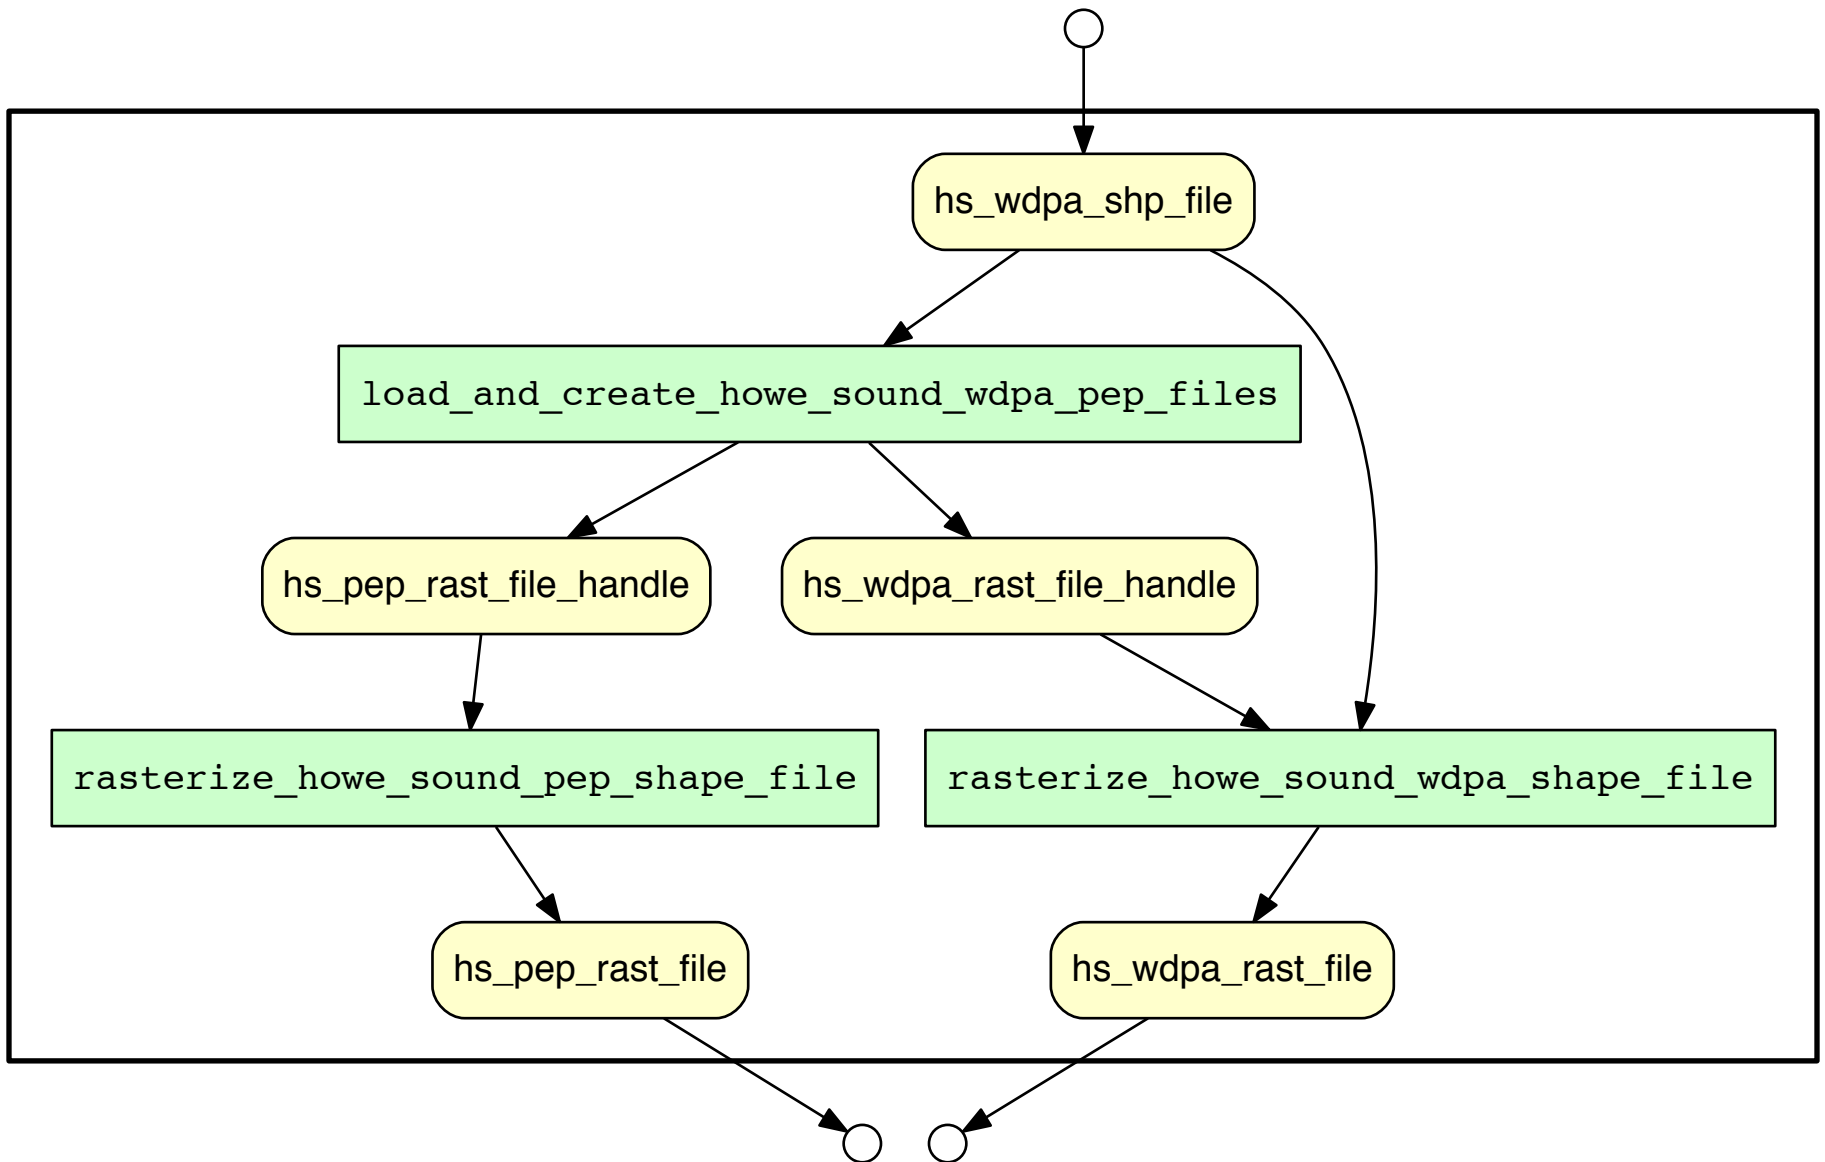 hs_wdpa_shp_file
load_and_create_howe_sound_wdpa_pep_files
hs_pep_rast_file_handle
hs_wdpa_rast_file_handle
rasterize_howe_sound_pep_shape_file
rasterize_howe_sound_wdpa_shape_file
hs_pep_rast_file
hs_wdpa_rast_file